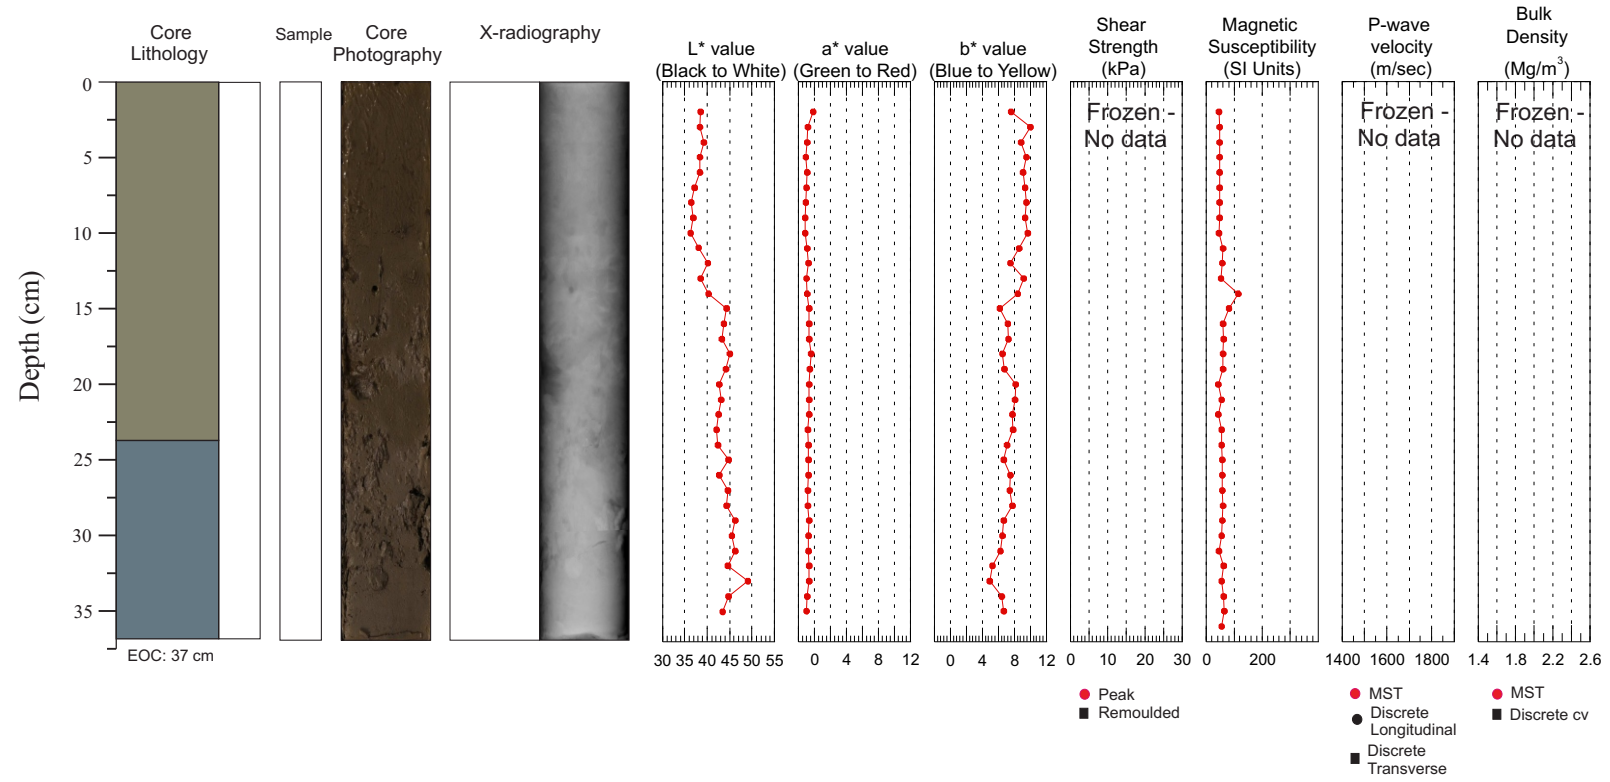 Core
Lithology
Sample
Core
Photography
X-radiography
L* value
(Black to White)
a* value
(Green to Red)
b* value
(Blue to Yellow)
Shear
Strength
(kPa)
Magnetic
Susceptibility
(SI Units)
P-wave
velocity
(m/sec)
Bulk
Density
(Mg/m³)
Depth (cm)
0
5
10
15
20
25
30
35
Frozen -
No data
Frozen -
No data
Frozen -
No data
EOC: 37 cm
30 35 40 45 50 55
0 4 8 12
0 4 8 12
0 10 20 30
0 200
1400 1600 1800
1.4 1.8 2.2 2.6
Peak
Remoulded
MST
Discrete
Longitudinal
Discrete
Transverse
MST
Discrete cv